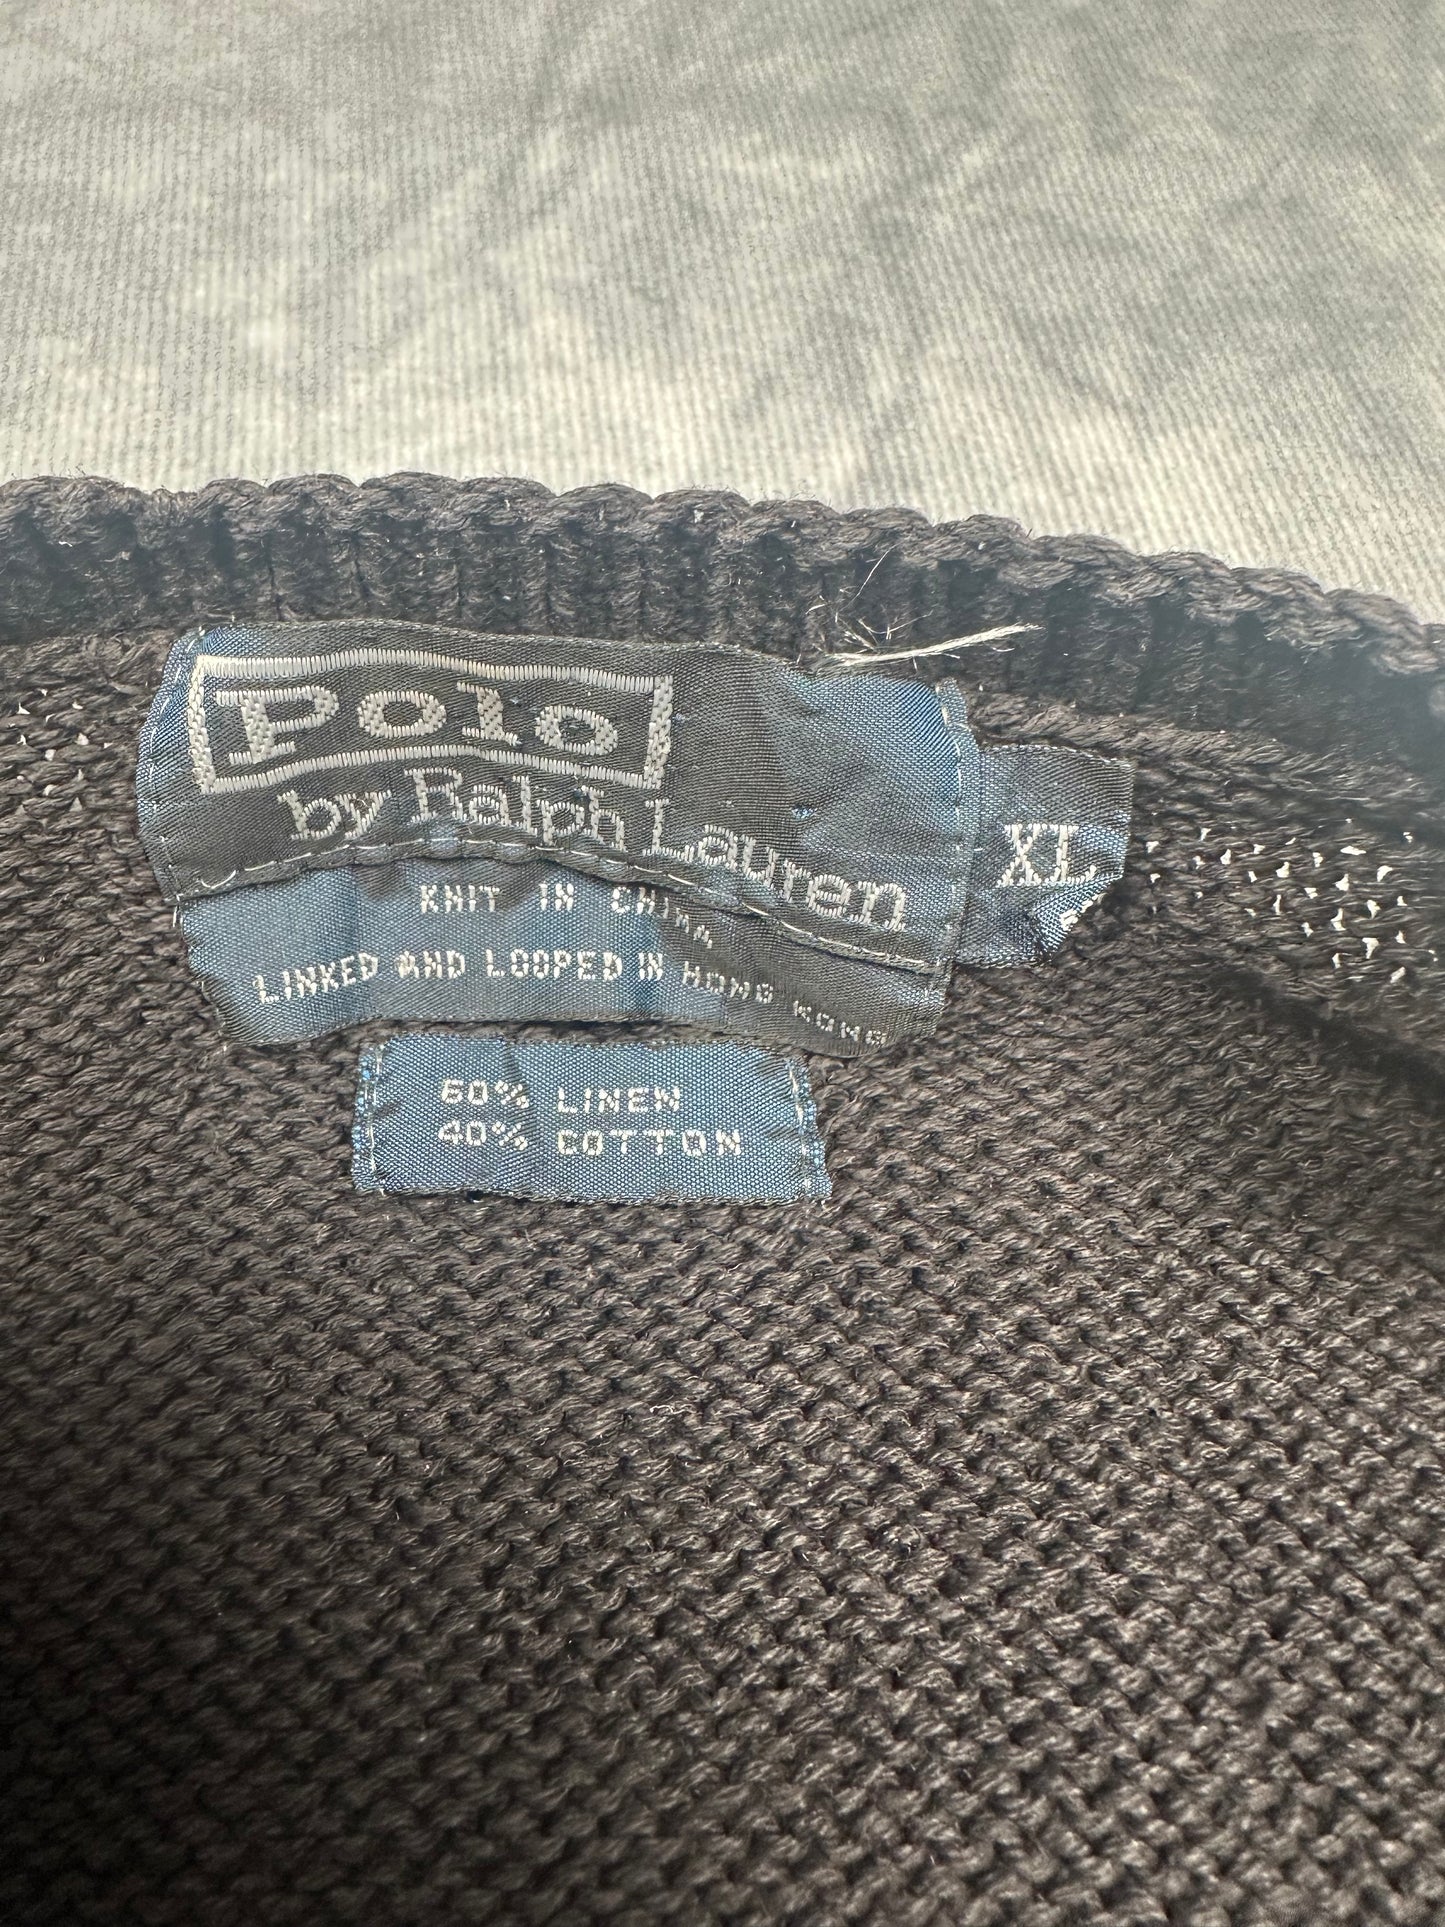 Polo
by Ralph Lauren
XL
KNIT IN CHINA
LINKED AND LOOPED IN HONG KONG
60% LINEN
40% COTTON